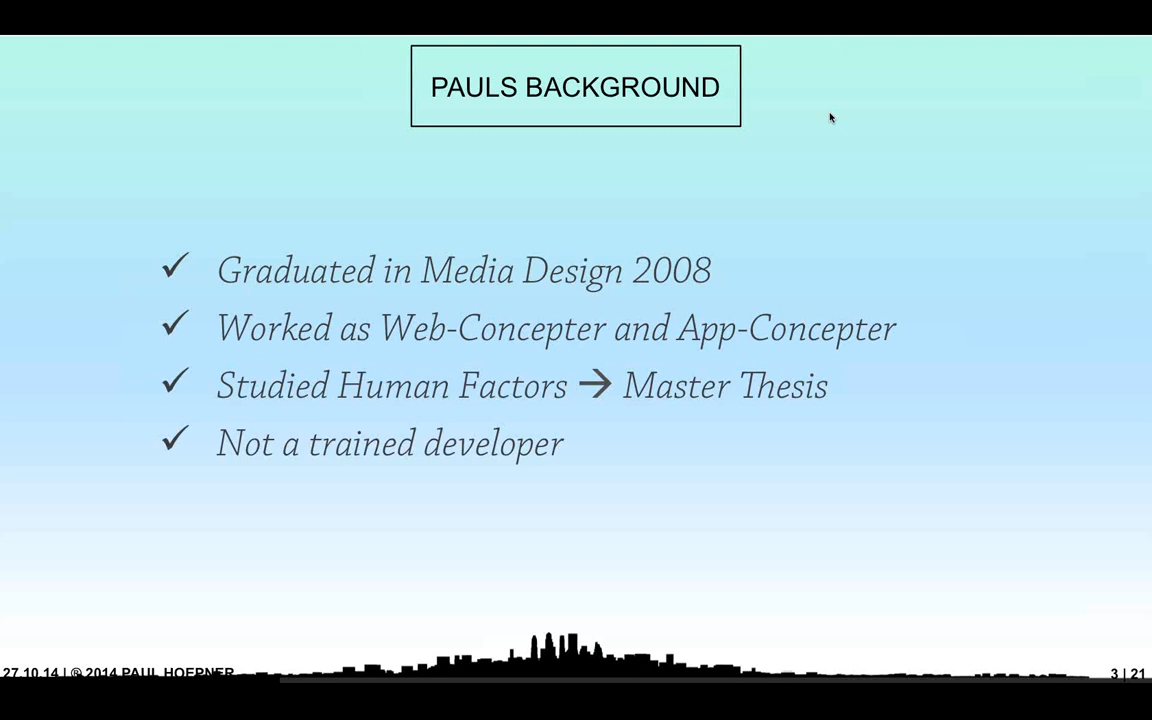 PAULS BACKGROUND
✓ Graduated in Media Design 2008
✓ Worked as Web-Concepter and App-Concepter
✓ Studied Human Factors → Master Thesis
✓ Not a trained developer
27.10.14 | ® 2014 PAUL HOEPNER
3 | 21